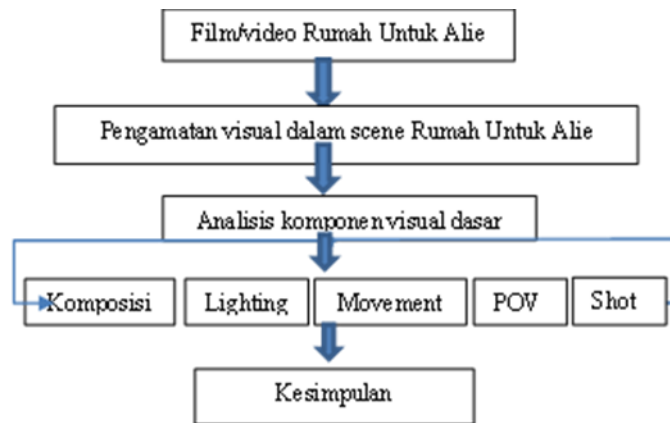 Film/video Rumah Untuk Alie
Pengamatan visual dalam scene Rumah Untuk Alie
Analisis komponen visual dasar
Komposisi
Lighting
Movement
POV
Shot
Kesimpulan